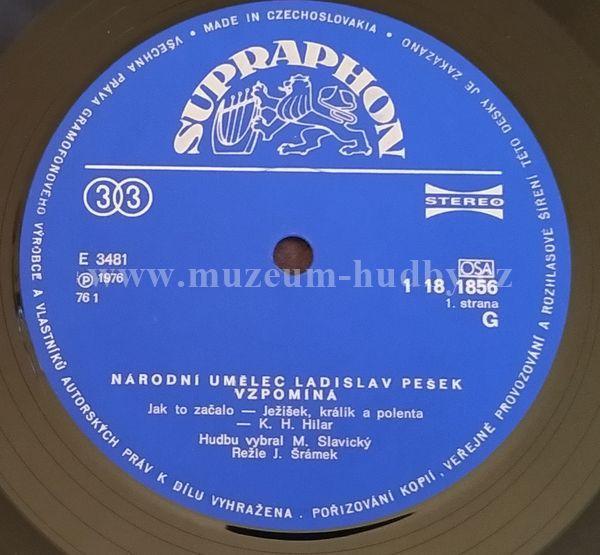 VŠECHNA PRÁVA GRAMOFONOVÉHO VÝROBCE A VLASTNÍKŮ AUTORSKÝCH PRÁV K DÍLU VYHRAŽENA. POŘIZOVÁNÍ KOPIÍ, VEŘEJNÉ PROVOZOVÁNÍ A ROZHLASOVÉ ŠÍŘENÍ TÉTO DESKY JE ZAKÁZÁNO • MADE IN CZECHOSLOVAKIA •
SUPRAPHON
33
STEREO
E 3481
OSA
Ⓟ 1976
1 18 1856
76 1
1. strana
G
www.muzeum-hudby.cz
NÁRODNÍ UMĚLEC LADISLAV PEŠEK
VZPOMÍNÁ
Jak to začalo — Ježíšek, králík a polenta
— K. H. Hilar
Hudbu vybral M. Slavický
Režie J. Šrámek